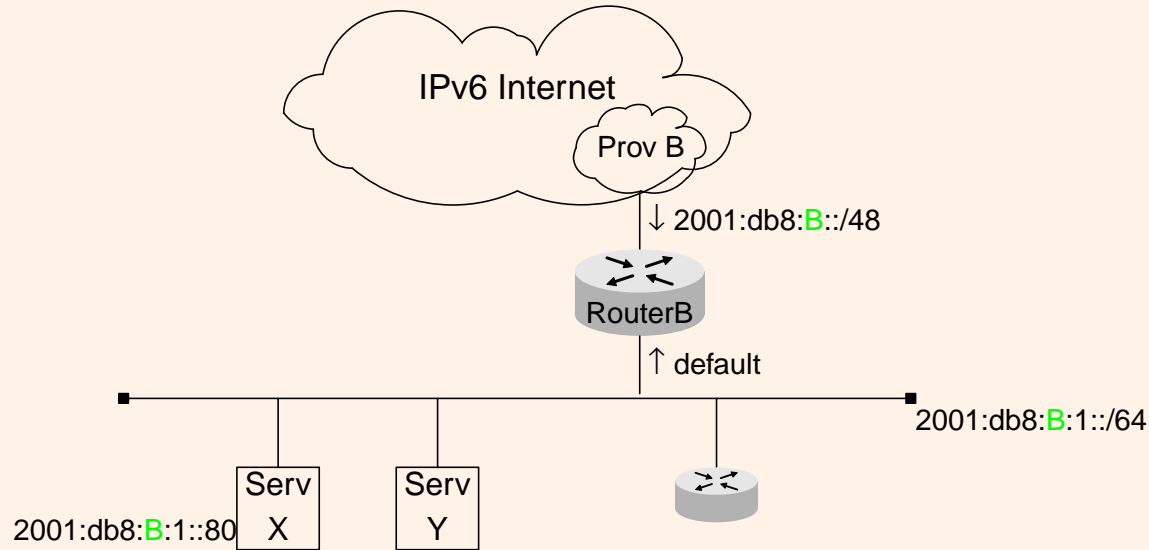 IPv6 Internet
Prov B
↓ 2001:db8:B::/48
RouterB
↑ default
2001:db8:B:1::/64
Serv
X
Serv
Y
2001:db8:B:1::80